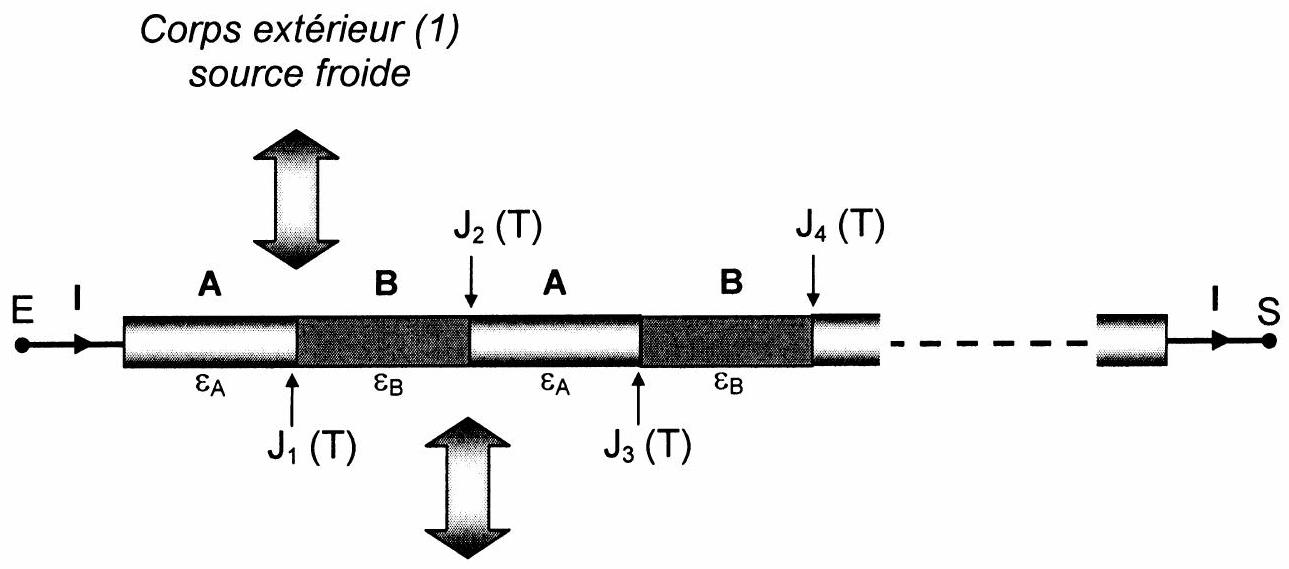 Corps extérieur (1)
source froide
J₂ (T)
J₄ (T)
E
I
A
B
A
B
I
S
εA
εB
εA
εB
J₁ (T)
J₃ (T)